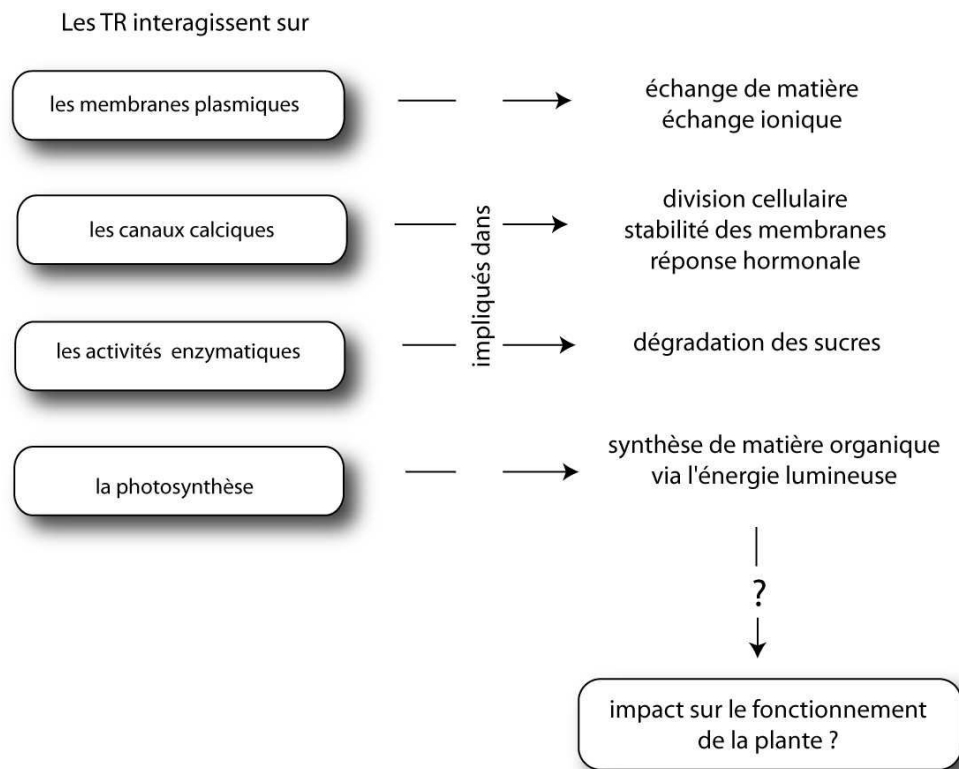 Les TR interagissent sur
les membranes plasmiques
échange de matière
échange ionique
les canaux calciques
division cellulaire
stabilité des membranes
réponse hormonale
impliqués dans
les activités enzymatiques
dégradation des sucres
la photosynthèse
synthèse de matière organique
via l'énergie lumineuse
?
impact sur le fonctionnement
de la plante ?